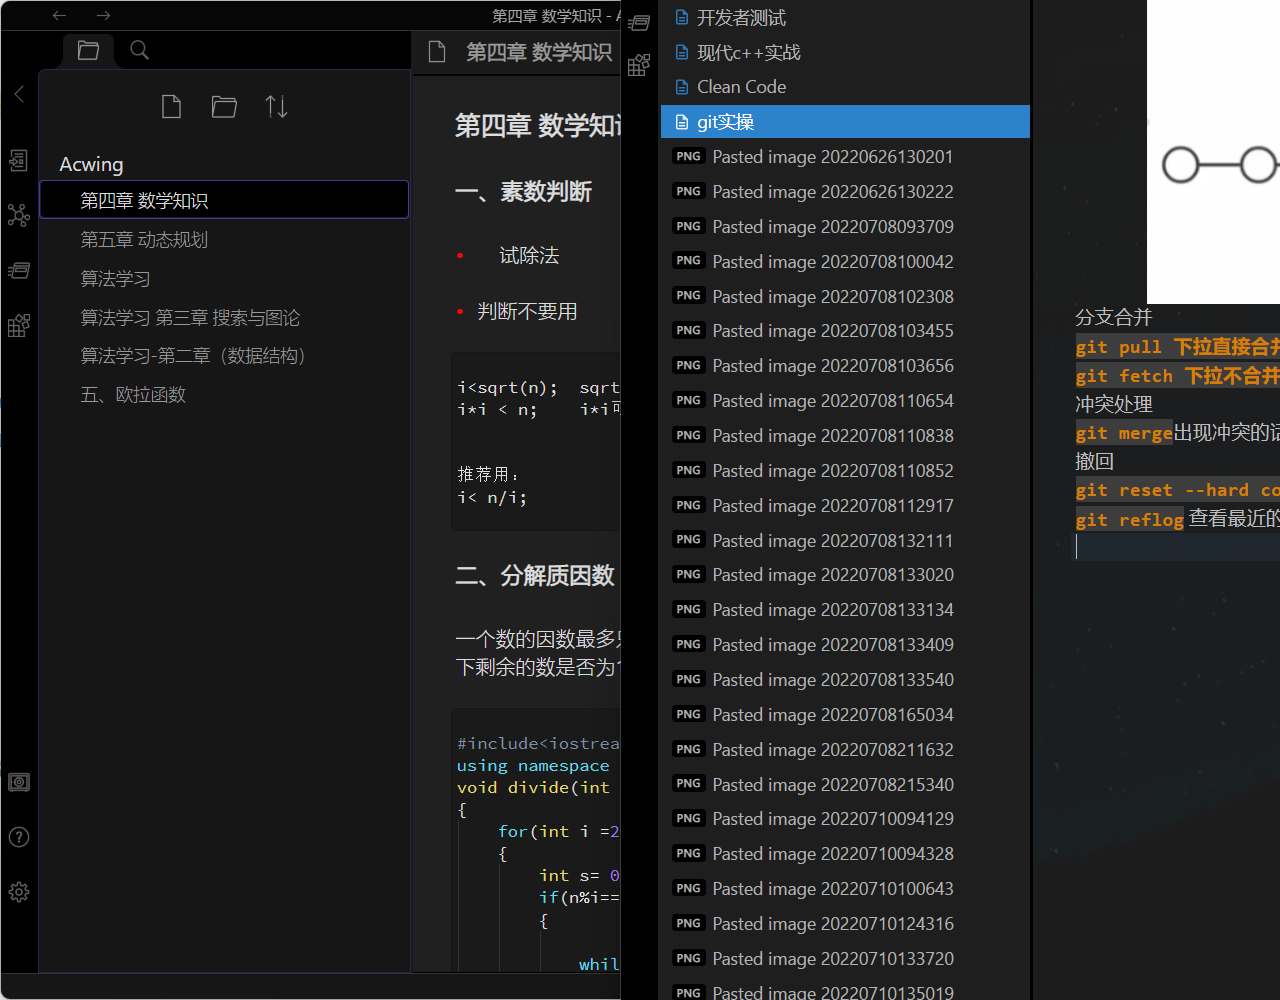 第四章 数学知识 -
第四章 数学知识
Acwing
第四章 数学知识
第五章 动态规划
算法学习
算法学习 第三章 搜索与图论
算法学习-第二章（数据结构）
五、欧拉函数
第四章 数学知
一、素数判断
• 试除法
• 判断不要用
i<sqrt(n); sqrt
i*i < n; i*i
推荐用：
i< n/i;
二、分解质因数
一个数的因数最多
下剩余的数是否为
#include<iostrea
using namespace
void divide(int
{
for(int i =2
{
int s= 0
if(n%i==
{
whil
开发者测试
现代c++实战
Clean Code
git实操
PNG Pasted image 20220626130201
PNG Pasted image 20220626130222
PNG Pasted image 20220708093709
PNG Pasted image 20220708100042
PNG Pasted image 20220708102308
PNG Pasted image 20220708103455
PNG Pasted image 20220708103656
PNG Pasted image 20220708110654
PNG Pasted image 20220708110838
PNG Pasted image 20220708110852
PNG Pasted image 20220708112917
PNG Pasted image 20220708132111
PNG Pasted image 20220708133020
PNG Pasted image 20220708133134
PNG Pasted image 20220708133409
PNG Pasted image 20220708133540
PNG Pasted image 20220708165034
PNG Pasted image 20220708211632
PNG Pasted image 20220708215340
PNG Pasted image 20220710094129
PNG Pasted image 20220710094328
PNG Pasted image 20220710100643
PNG Pasted image 20220710124316
PNG Pasted image 20220710133720
PNG Pasted image 20220710135019
分支合并
git pull 下拉直接合并
git fetch 下拉不合并
冲突处理
git merge出现冲突的话
撤回
git reset --hard co
git reflog 查看最近的